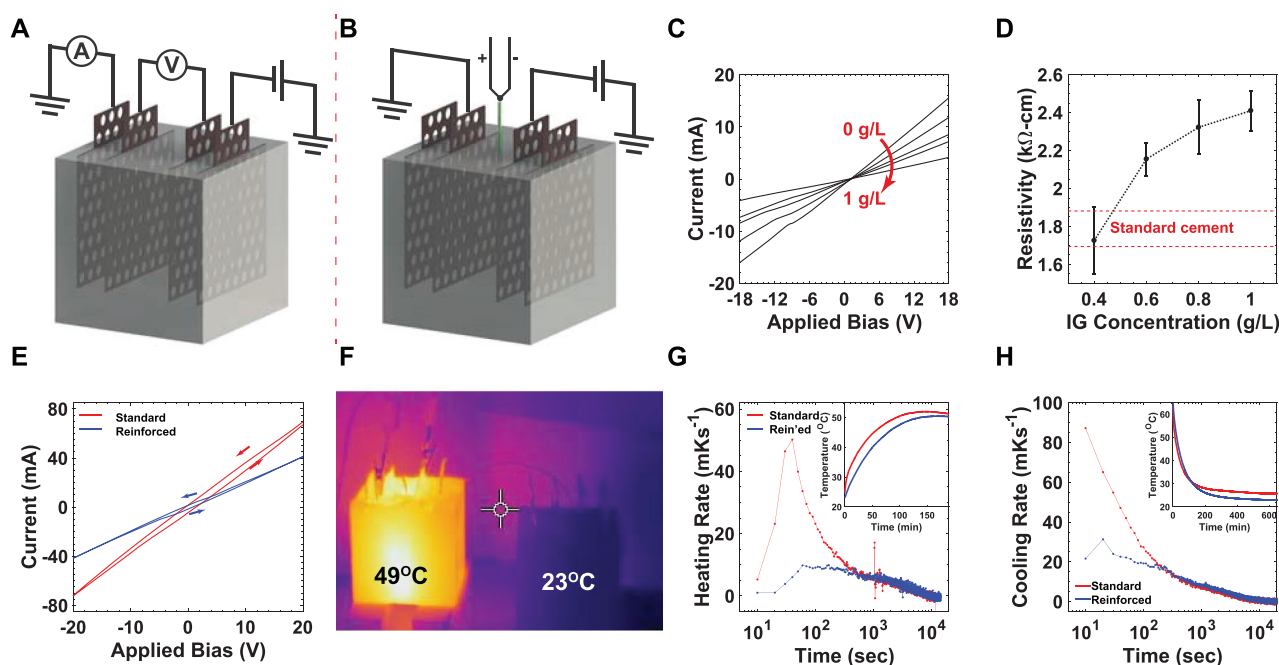 A
B
C
D
A
V
+ -
20
10
0
-10
-20
Current (mA)
0 g/L
1 g/L
-18 -12 -6 0 6 12 18
Applied Bias (V)
2.6
2.4
2.2
2.0
1.8
1.6
Resistivity (kΩ-cm)
Standard cement
0.4 0.6 0.8 1
IG Concentration (g/L)
E
F
G
H
80
40
0
-40
-80
Current (mA)
Standard
Reinforced
-20 -10 0 10 20
Applied Bias (V)
49°C
23°C
60
50
40
30
20
10
0
Heating Rate (mKs-1)
Standard
Rein'ed
50
40
30
20
Temperature (°C)
0 50 100 150
Time (min)
10¹ 10² 10³ 10⁴
Time (sec)
100
80
60
40
20
0
Cooling Rate (mKs-1)
60
50
40
30
20
Temperature (°C)
0 200 400 600
Time (min)
Standard
Reinforced
10¹ 10² 10³ 10⁴
Time (sec)